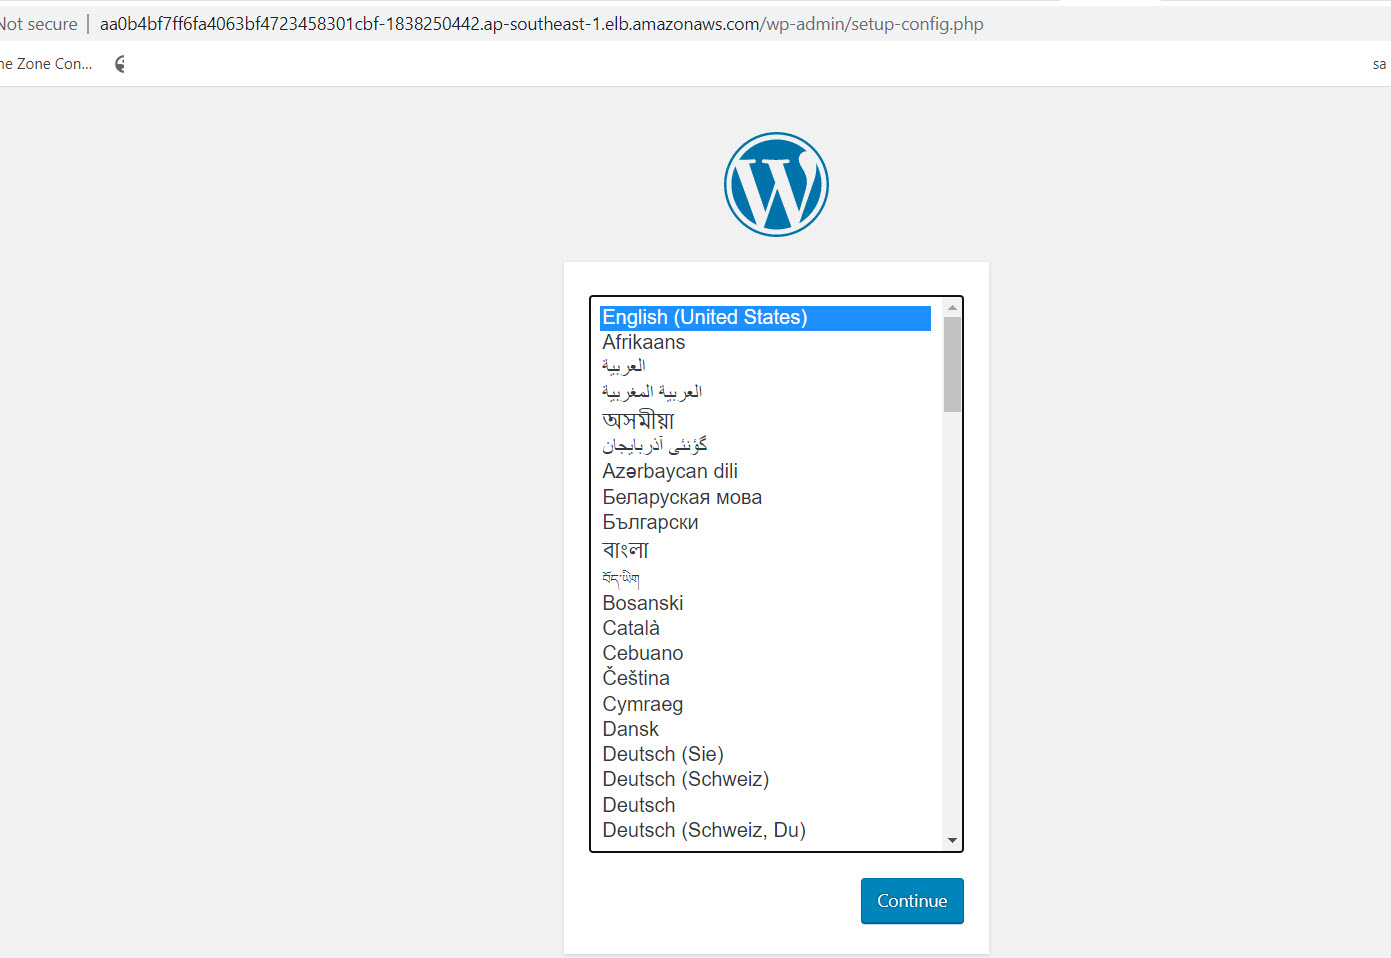 Not secure | aa0b4bf7ff6fa4063bf4723458301cbf-1838250442.ap-southeast-1.elb.amazonaws.com/wp-admin/setup-config.php
ne Zone Con... sa
English (United States)
Afrikaans
العربية
العربية المغربية
অসমীয়া
گؤنئی آذربایجان
Azərbaycan dili
Беларуская мова
Български
বাংলা
བོད་ཡིག
Bosanski
Català
Cebuano
Čeština
Cymraeg
Dansk
Deutsch (Sie)
Deutsch (Schweiz)
Deutsch
Deutsch (Schweiz, Du)
Continue